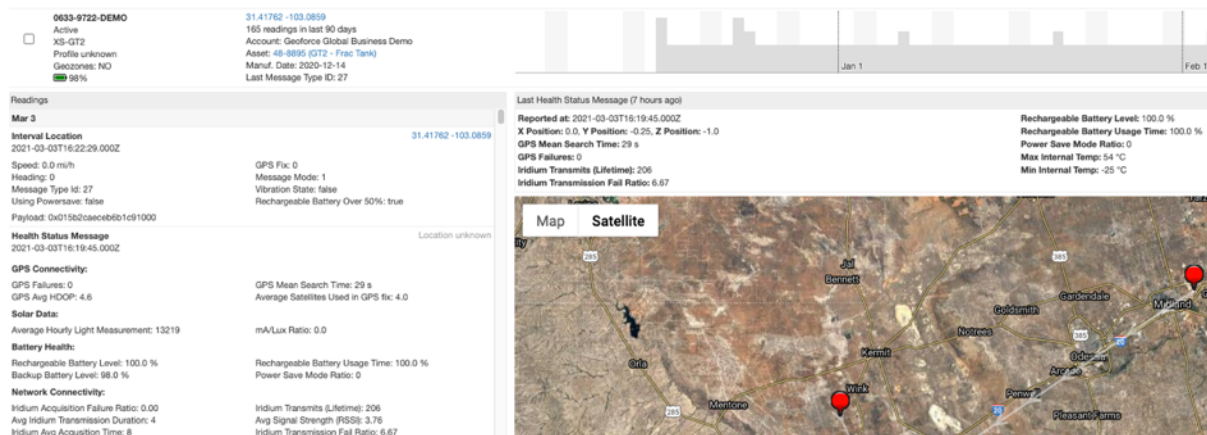 0633-9722-DEMO
Active
XS-GT2
Profile unknown
Geozones: NO
98%
31.41762 -103.0859
165 readings in last 90 days
Account: Geoforce Global Business Demo
Asset: 48-8895 (GT2 - Frac Tank)
Manuf. Date: 2020-12-14
Last Message Type ID: 27
Jan 1
Feb 1
Readings
Mar 3
Interval Location
31.41762 -103.0859
2021-03-03T16:22:29.000Z
Speed: 0.0 mi/h
GPS Fix: 0
Heading: 0
Message Mode: 1
Message Type Id: 27
Vibration State: false
Using Powersave: false
Rechargeable Battery Over 50%: true
Payload: 0x015b2caeceb6b1c91000
Health Status Message
Location unknown
2021-03-03T16:19:45.000Z
GPS Connectivity:
GPS Failures: 0
GPS Mean Search Time: 29 s
GPS Avg HDOP: 4.6
Average Satellites Used in GPS fix: 4.0
Solar Data:
Average Hourly Light Measurement: 13219
mA/Lux Ratio: 0.0
Battery Health:
Rechargeable Battery Level: 100.0 %
Rechargeable Battery Usage Time: 100.0 %
Backup Battery Level: 98.0 %
Power Save Mode Ratio: 0
Network Connectivity:
Iridium Acquisition Failure Ratio: 0.00
Iridium Transmits (Lifetime): 206
Avg Iridium Transmission Duration: 4
Avg Signal Strength (RSSI): 3.76
Iridium Avg Acqusition Time: 8
Iridium Transmission Fail Ratio: 6.67
Last Health Status Message (7 hours ago)
Reported at: 2021-03-03T16:19:45.000Z
X Position: 0.0, Y Position: -0.25, Z Position: -1.0
GPS Mean Search Time: 29 s
GPS Failures: 0
Iridium Transmits (Lifetime): 206
Iridium Transmission Fail Ratio: 6.67
Rechargeable Battery Level: 100.0 %
Rechargeable Battery Usage Time: 100.0 %
Power Save Mode Ratio: 0
Max Internal Temp: 54 °C
Min Internal Temp: -25 °C
Map
Satellite
285
385
Jal
Bennett
Gardendale
Midland
Goldsmith
Notrees
385
20
Kermit
Odessa
Orla
Arcade
Wink
Penwell
Mentone
285
20
Pleasant Farms